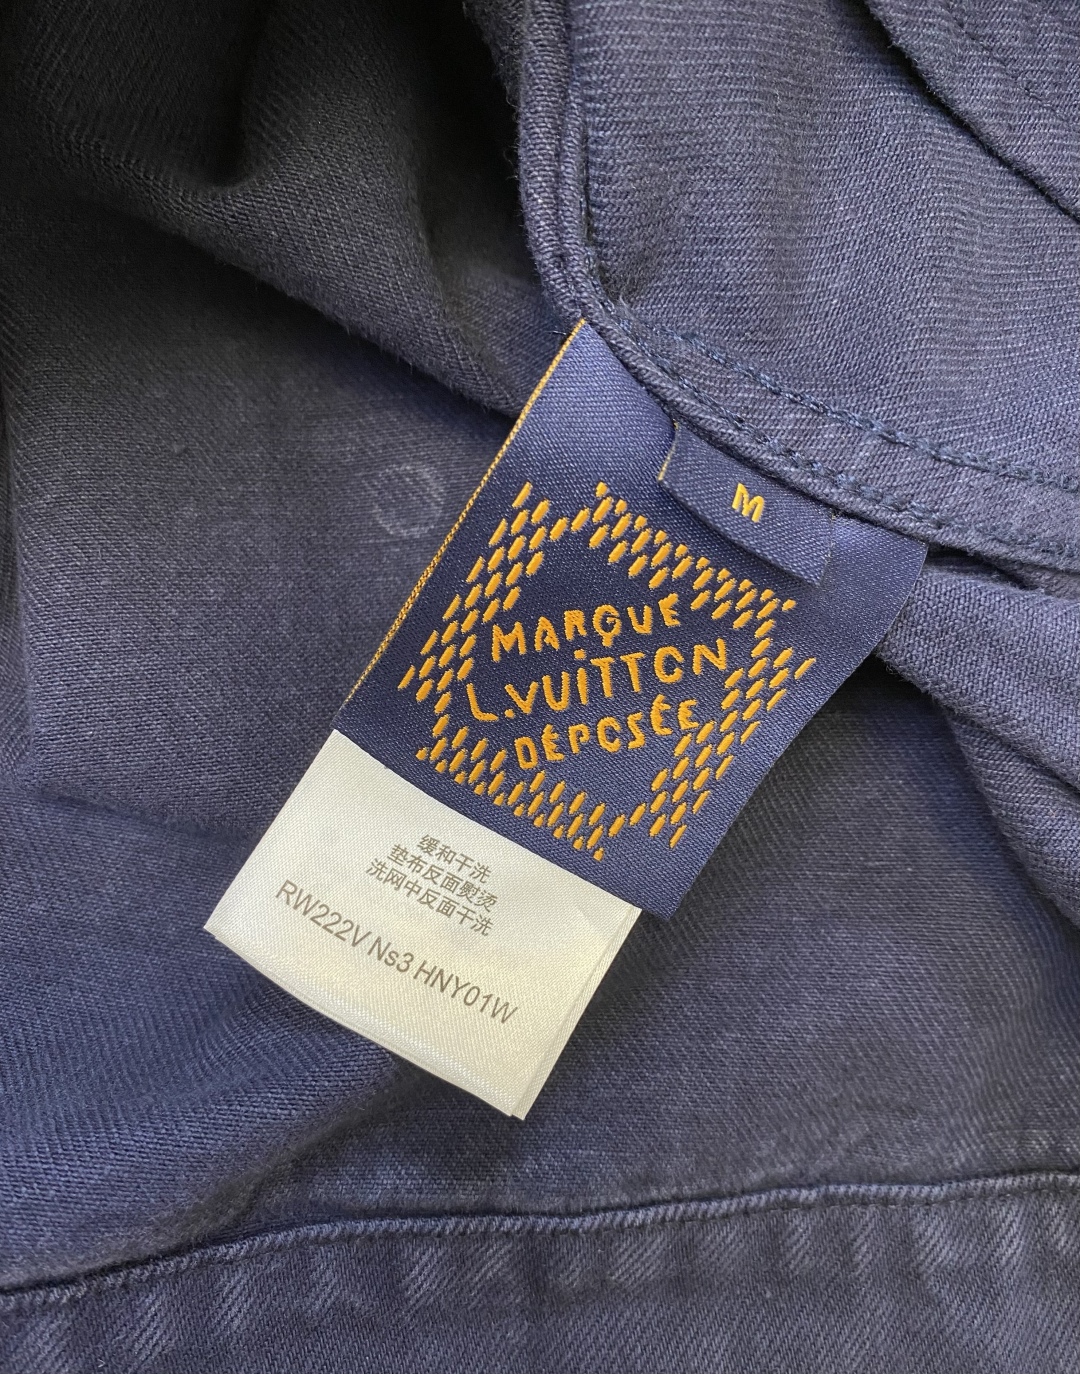 M
MARQUE
L.VUITTON
DÉPOSÉE
缓和干洗
垫布反面熨烫
洗网中反面干洗
RW222V Ns3 HNY01W